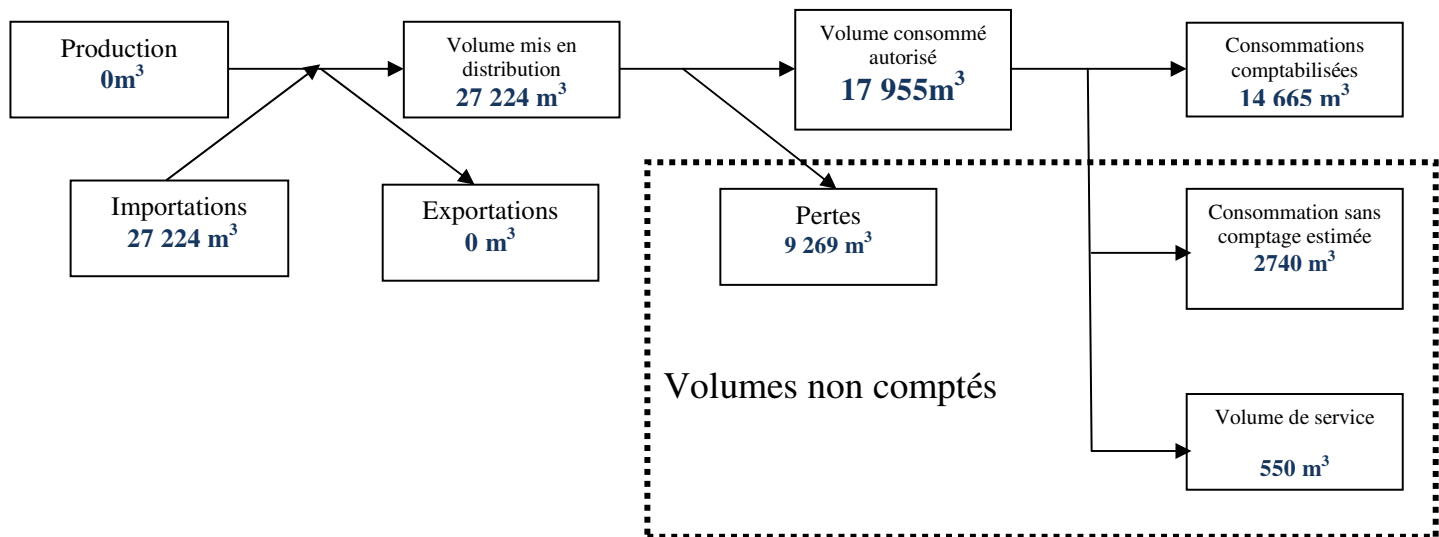 Production
0m³
Volume mis en
distribution
27 224 m³
Volume consommé
autorisé
17 955m³
Consommations
comptabilisées
14 665 m³
Importations
27 224 m³
Exportations
0 m³
Pertes
9 269 m³
Consommation sans
comptage estimée
2740 m³
Volumes non comptés
Volume de service
550 m³